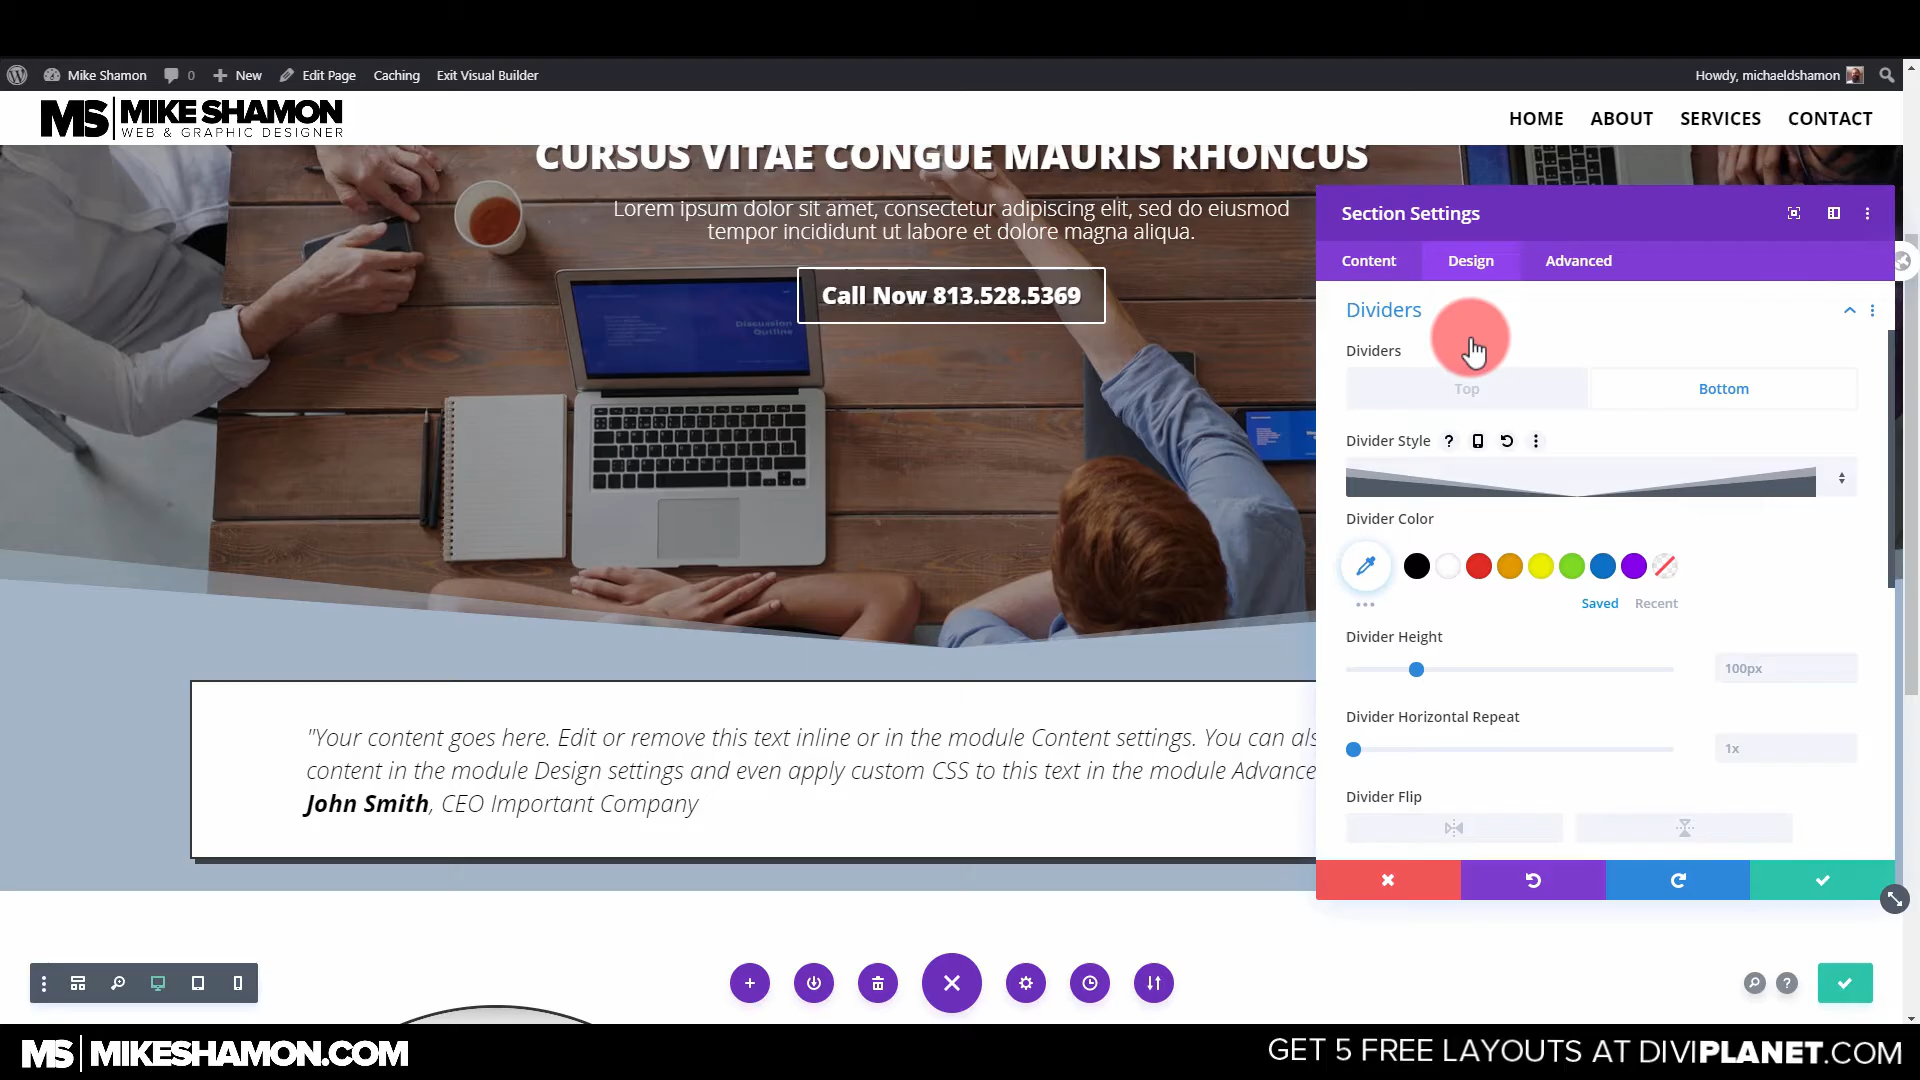 Mike Shamon 0 New Edit Page Caching Exit Visual Builder Howdy, michaeldshamon
MS MIKE SHAMON
WEB & GRAPHIC DESIGNER
HOME ABOUT SERVICES CONTACT
CURSUS VITAE CONGUE MAURIS RHONCUS
Lorem ipsum dolor sit amet, consectetur adipiscing elit, sed do eiusmod
tempor incididunt ut labore et dolore magna aliqua.
Call Now 813.528.5369
Discussion
Outline
Section Settings
Content Design Advanced
Dividers
Dividers
Top Bottom
Divider Style ?
Divider Color
Saved Recent
Divider Height
100px
Divider Horizontal Repeat
1x
Divider Flip
"Your content goes here. Edit or remove this text inline or in the module Content settings. You can als
content in the module Design settings and even apply custom CSS to this text in the module Advance
John Smith, CEO Important Company
?
MS MIKESHAMON.COM
GET 5 FREE LAYOUTS AT DIVIPLANET.COM